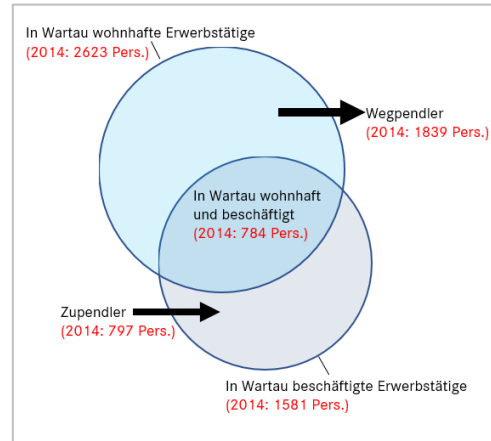 In Wartau wohnhafte Erwerbstätige
(2014: 2623 Pers.)
Wegpendler
(2014: 1839 Pers.)
In Wartau wohnhaft
und beschäftigt
(2014: 784 Pers.)
Zupendler
(2014: 797 Pers.)
In Wartau beschäftigte Erwerbstätige
(2014: 1581 Pers.)